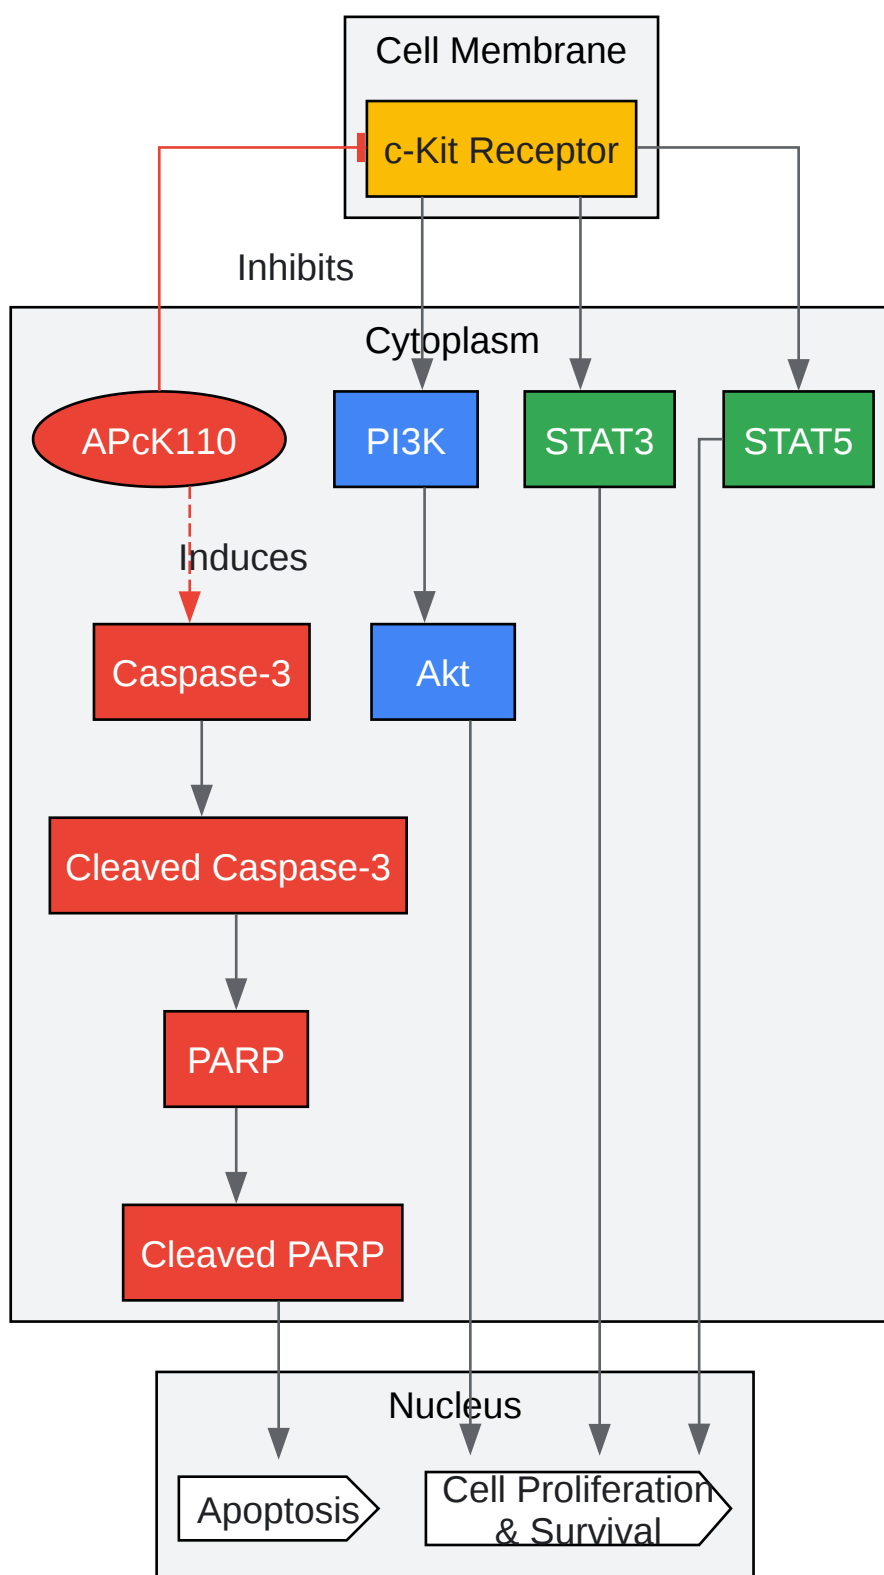 Cell Membrane
c-Kit Receptor
Inhibits
Cytoplasm
APcK110
PI3K
STAT3
STAT5
Induces
Caspase-3
Akt
Cleaved Caspase-3
PARP
Cleaved PARP
Nucleus
Apoptosis
Cell Proliferation
& Survival